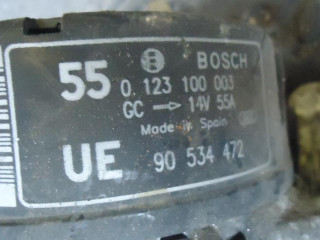 BOSCH
55 0 123 100 003
GC → 14V 55A
Made in Spain
UE 90 534 472